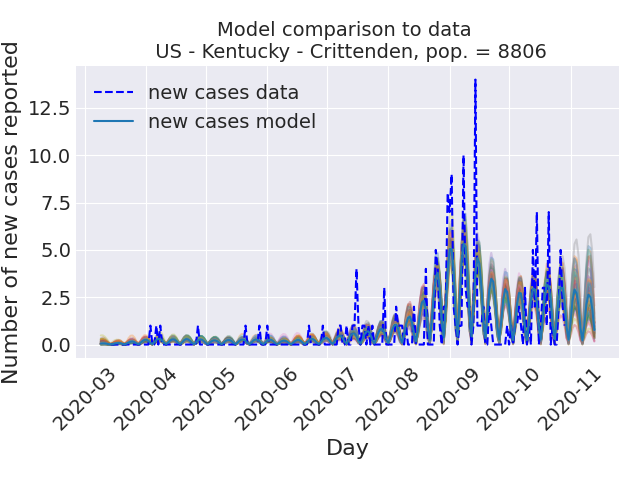 Model comparison to data
US - Kentucky - Crittenden, pop. = 8806
Number of new cases reported
12.5
10.0
7.5
5.0
2.5
0.0
new cases data
new cases model
2020-03
2020-04
2020-05
2020-06
2020-07
2020-08
2020-09
2020-10
2020-11
Day